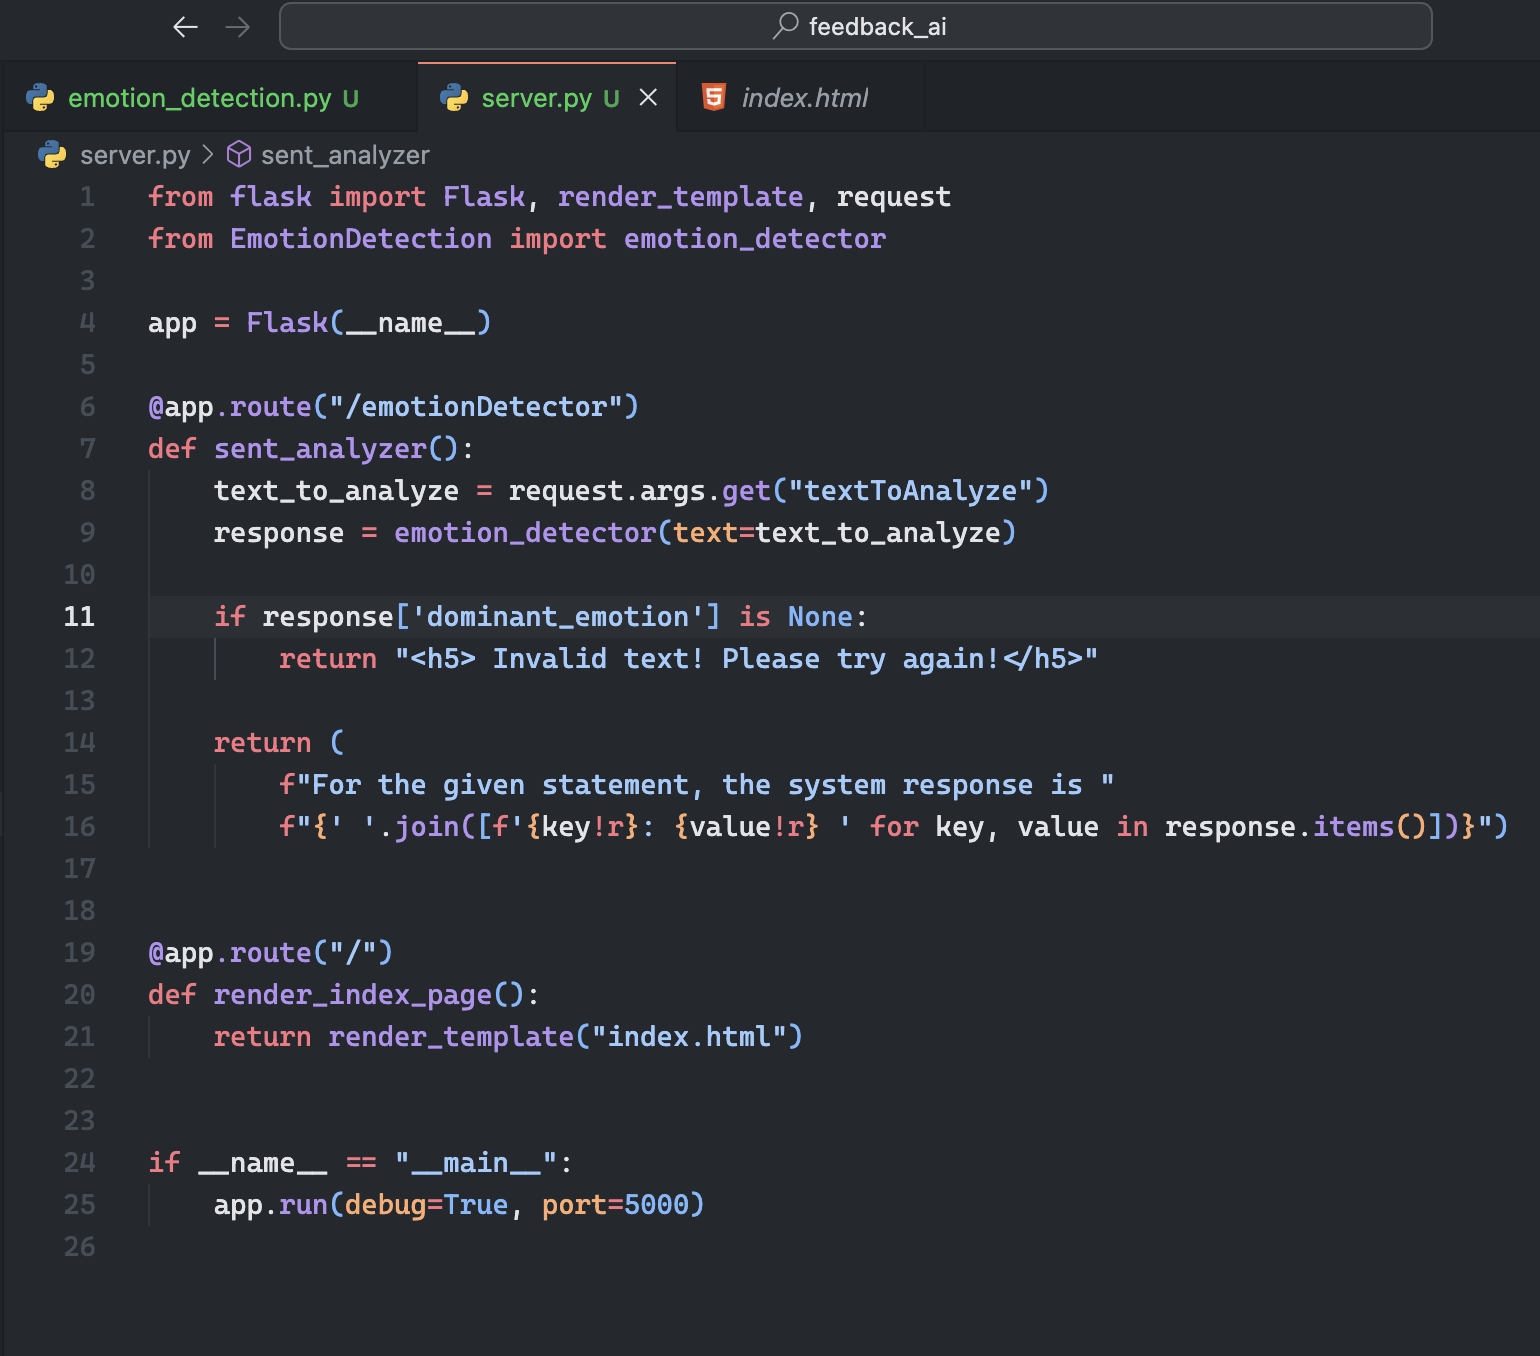 feedback_ai
emotion_detection.py U
server.py U
index.html
server.py > sent_analyzer
1 from flask import Flask, render_template, request
2 from EmotionDetection import emotion_detector
3
4 app = Flask(__name__)
5
6 @app.route("/emotionDetector")
7 def sent_analyzer():
8     text_to_analyze = request.args.get("textToAnalyze")
9     response = emotion_detector(text=text_to_analyze)
10
11     if response['dominant_emotion'] is None:
12         return "<h5> Invalid text! Please try again!</h5>"
13
14     return (
15         f"For the given statement, the system response is "
16         f"{' '.join([f'{key!r}: {value!r} ' for key, value in response.items()])}")
17
18
19 @app.route("/")
20 def render_index_page():
21     return render_template("index.html")
22
23
24 if __name__ == "__main__":
25     app.run(debug=True, port=5000)
26